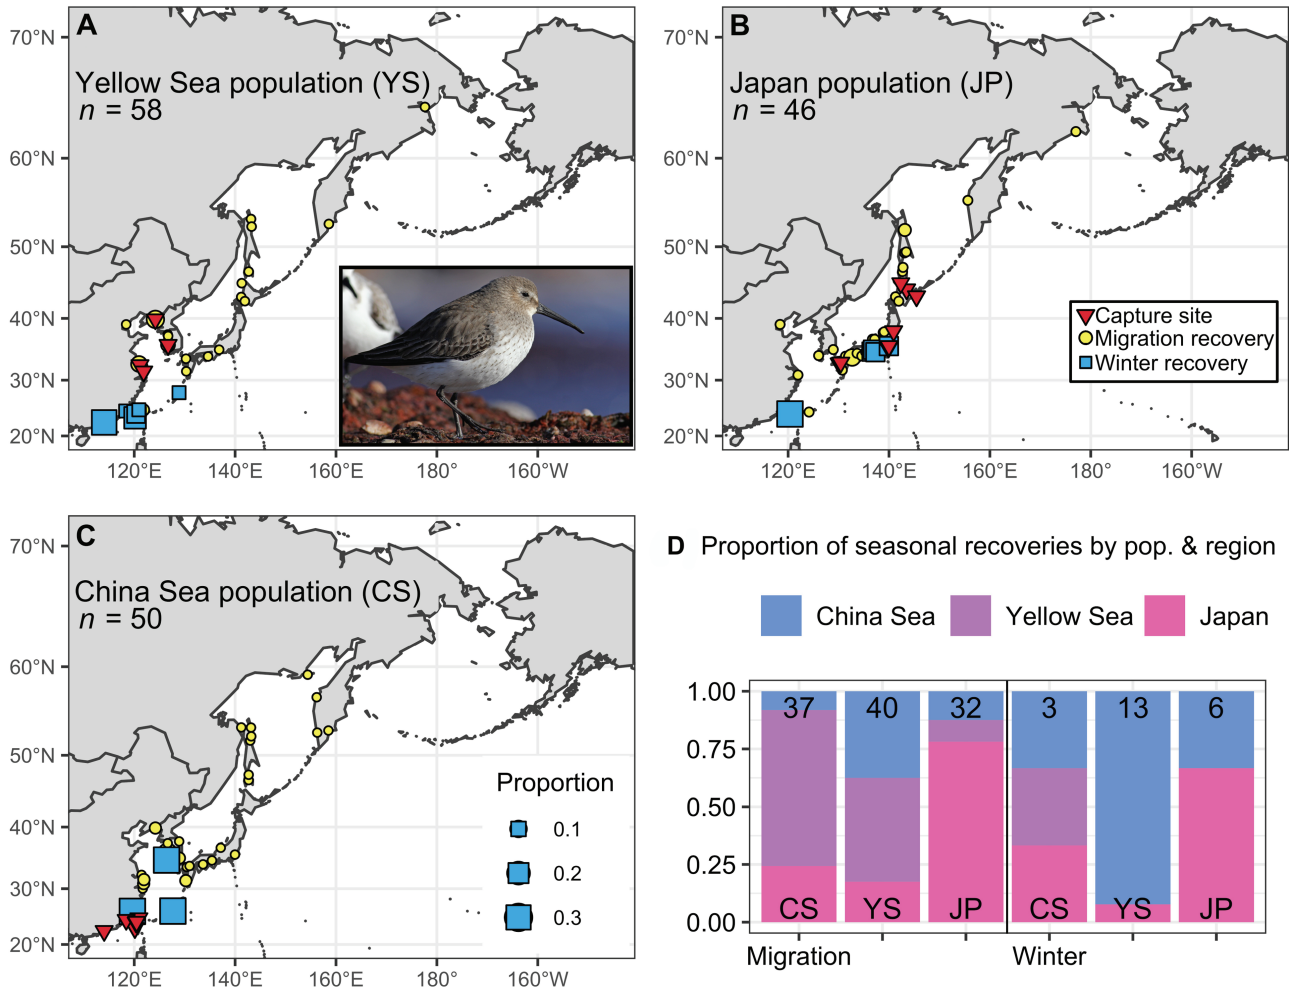 A
Yellow Sea population (YS)
n = 58
70°N
60°N
50°N
40°N
30°N
20°N
120°E 140°E 160°E 180° 160°W
B
Japan population (JP)
n = 46
70°N
60°N
50°N
40°N
30°N
20°N
Capture site
Migration recovery
Winter recovery
120°E 140°E 160°E 180° 160°W
C
China Sea population (CS)
n = 50
70°N
60°N
50°N
40°N
30°N
20°N
Proportion
0.1
0.2
0.3
120°E 140°E 160°E 180° 160°W
D Proportion of seasonal recoveries by pop. & region
China Sea Yellow Sea Japan
1.00
0.75
0.50
0.25
0.00
37 40 32 3 13 6
CS YS JP CS YS JP
Migration Winter